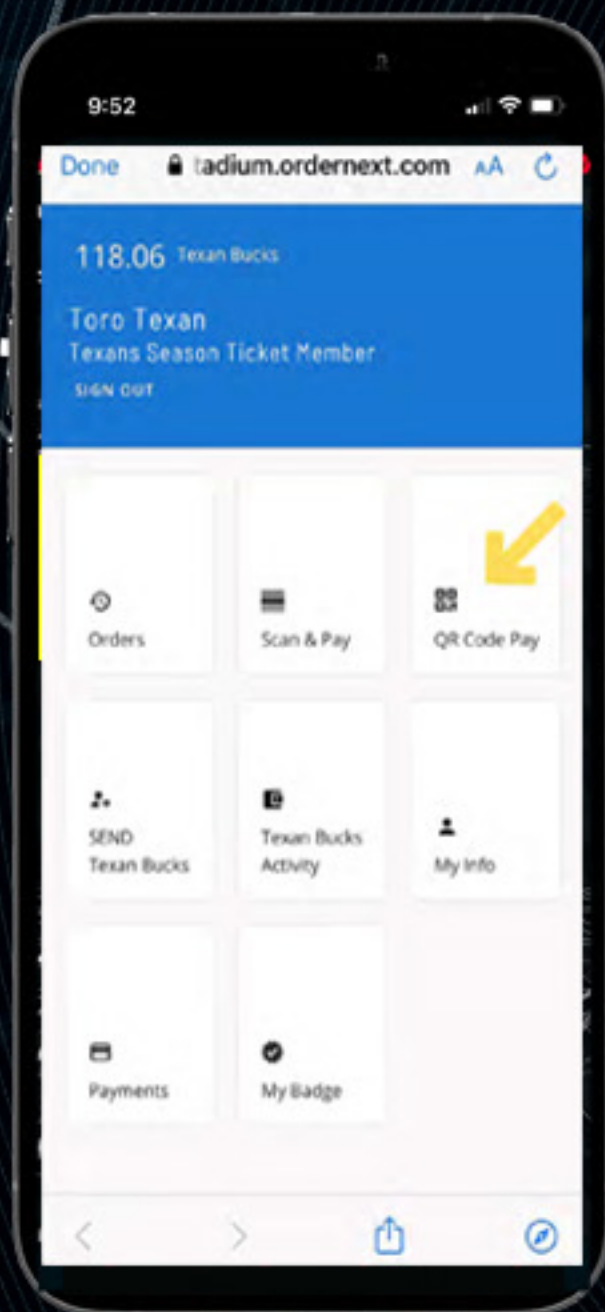 9:52
Done tadium.ordernext.com AA
118.06 Texan Bucks
Toro Texan
Texans Season Ticket Member
SIGN OUT
Orders
Scan & Pay
QR Code Pay
SEND
Texan Bucks
Texan Bucks
Activity
My Info
Payments
My Badge